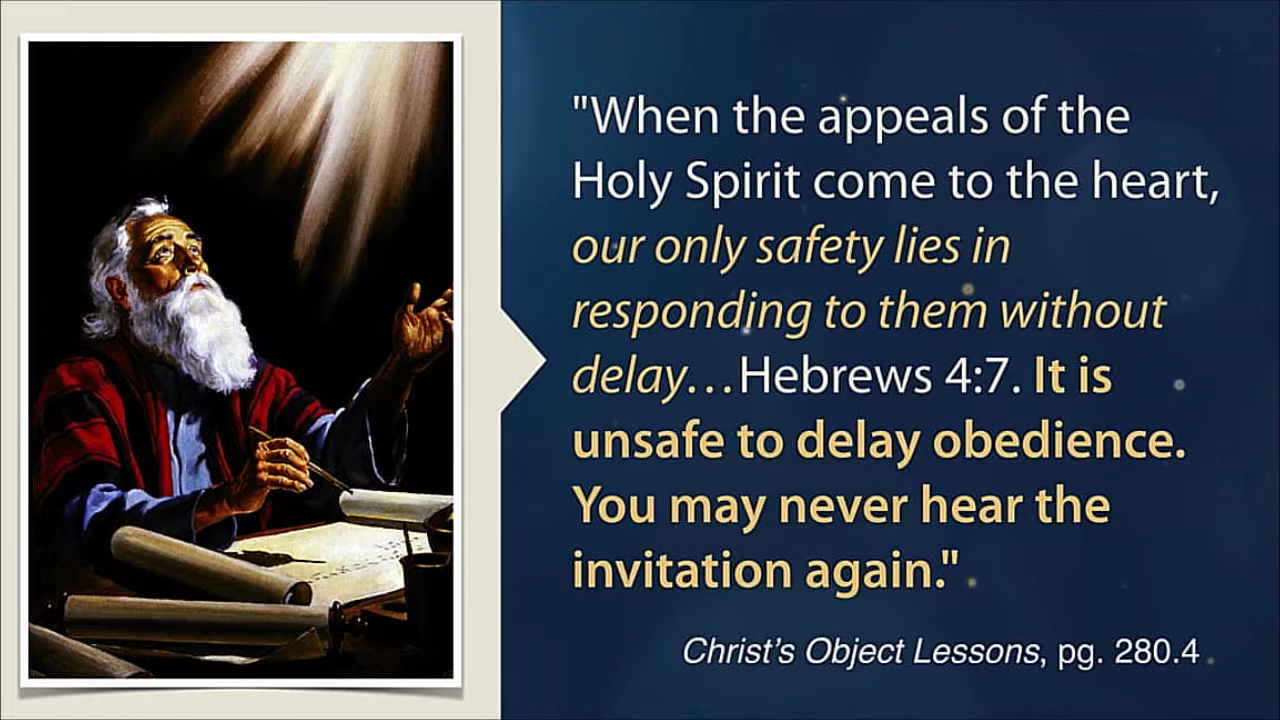 "When the appeals of the
Holy Spirit come to the heart,
our only safety lies in
responding to them without
delay…Hebrews 4:7. It is
unsafe to delay obedience.
You may never hear the
invitation again."
Christ's Object Lessons, pg. 280.4